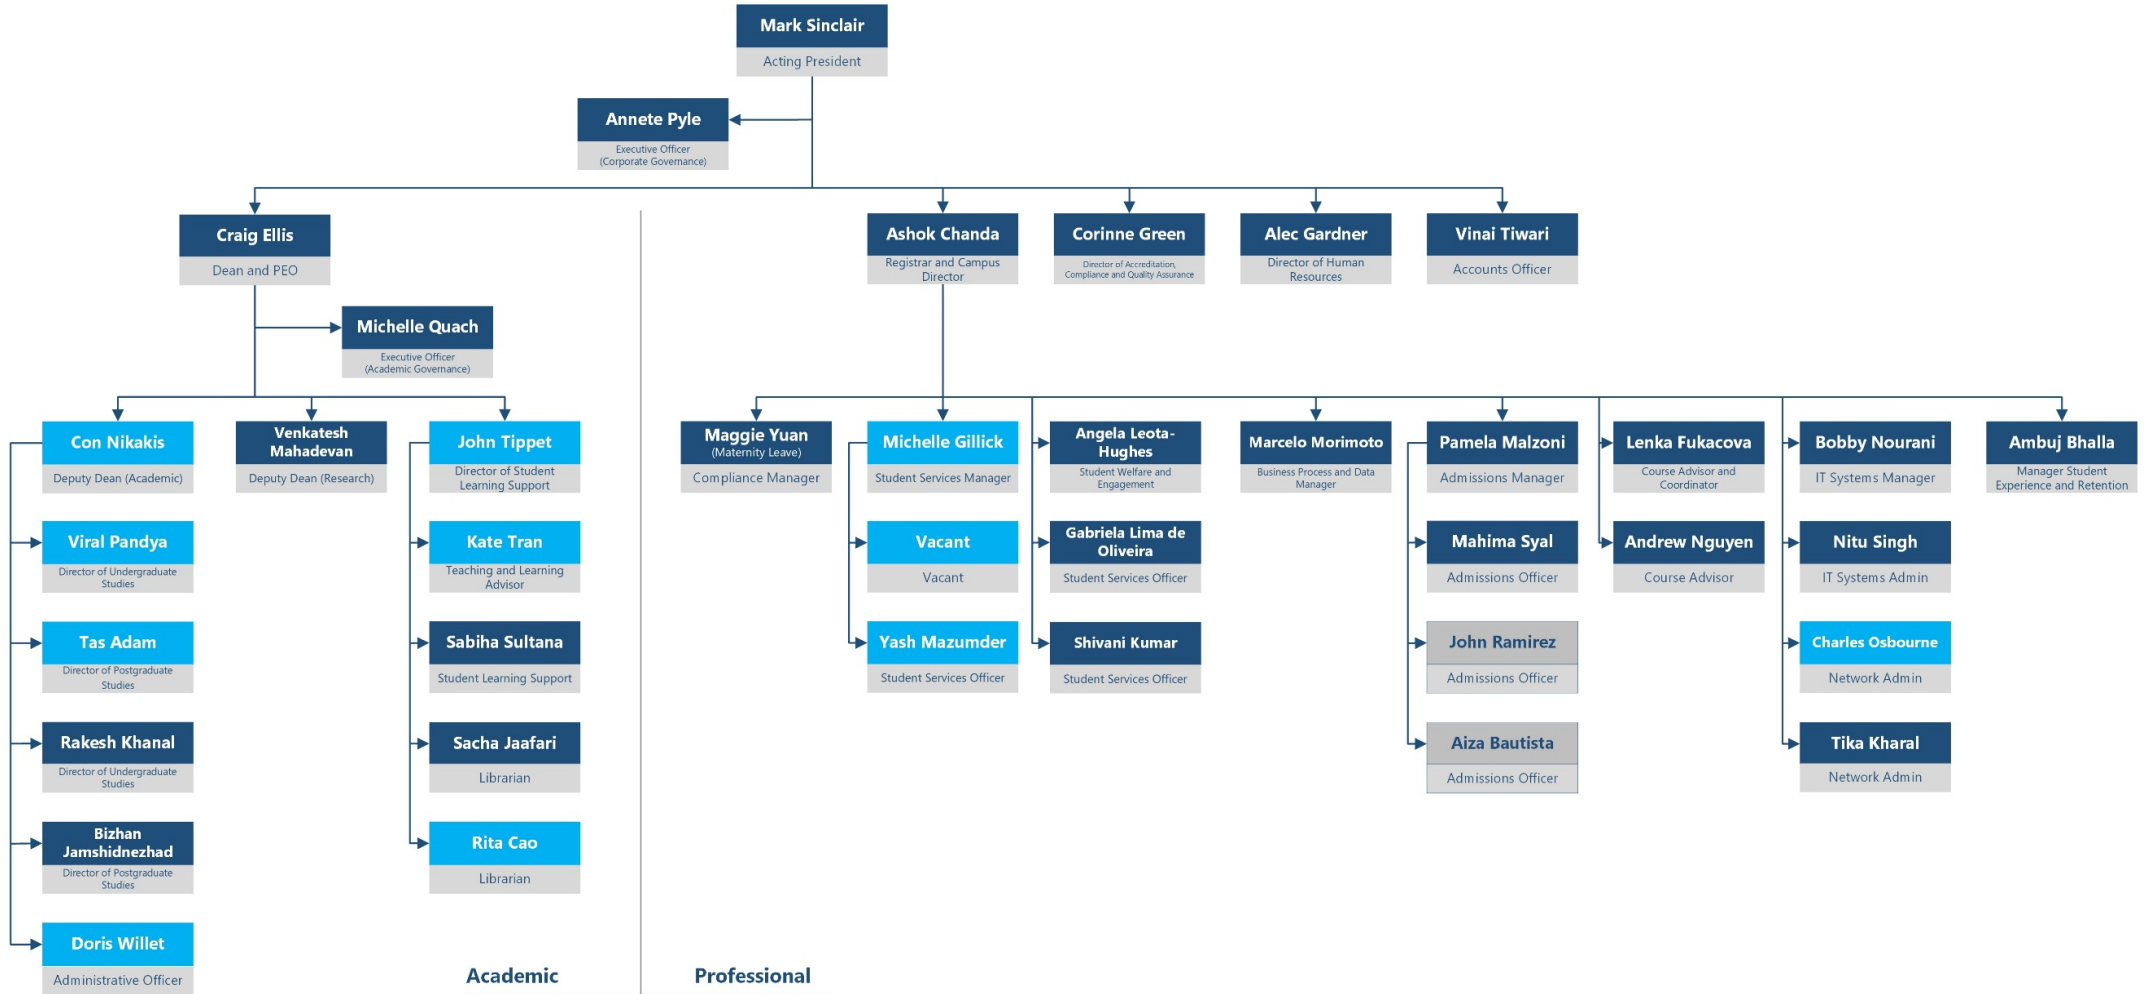 Mark Sinclair
Acting President
Annete Pyle
Executive Officer
(Corporate Governance)
Craig Ellis
Dean and PEO
Ashok Chanda
Registrar and Campus
Director
Corinne Green
Director of Accreditation,
Compliance and Quality Assurance
Alec Gardner
Director of Human
Resources
Vinai Tiwari
Accounts Officer
Michelle Quach
Executive Officer
(Academic Governance)
Con Nikakis
Deputy Dean (Academic)
Venkatesh
Mahadevan
Deputy Dean (Research)
John Tippet
Director of Student
Learning Support
Maggie Yuan
(Maternity Leave)
Compliance Manager
Michelle Gillick
Student Services Manager
Angela Leota-
Hughes
Student Welfare and
Engagement
Marcelo Morimoto
Business Process and Data
Manager
Pamela Malzoni
Admissions Manager
Lenka Fukacova
Course Advisor and
Coordinator
Bobby Nourani
IT Systems Manager
Ambuj Bhalla
Manager Student
Experience and Retention
Viral Pandya
Director of Undergraduate
Studies
Kate Tran
Teaching and Learning
Advisor
Vacant
Vacant
Gabriela Lima de
Oliveira
Student Services Officer
Mahima Syal
Admissions Officer
Andrew Nguyen
Course Advisor
Nitu Singh
IT Systems Admin
Tas Adam
Director of Postgraduate
Studies
Sabiha Sultana
Student Learning Support
Yash Mazumder
Student Services Officer
Shivani Kumar
Student Services Officer
John Ramirez
Admissions Officer
Charles Osbourne
Network Admin
Rakesh Khanal
Director of Undergraduate
Studies
Sacha Jaafari
Librarian
Aiza Bautista
Admissions Officer
Tika Kharal
Network Admin
Bizhan
Jamshidnezhad
Director of Postgraduate
Studies
Rita Cao
Librarian
Doris Willet
Administrative Officer
Academic
Professional